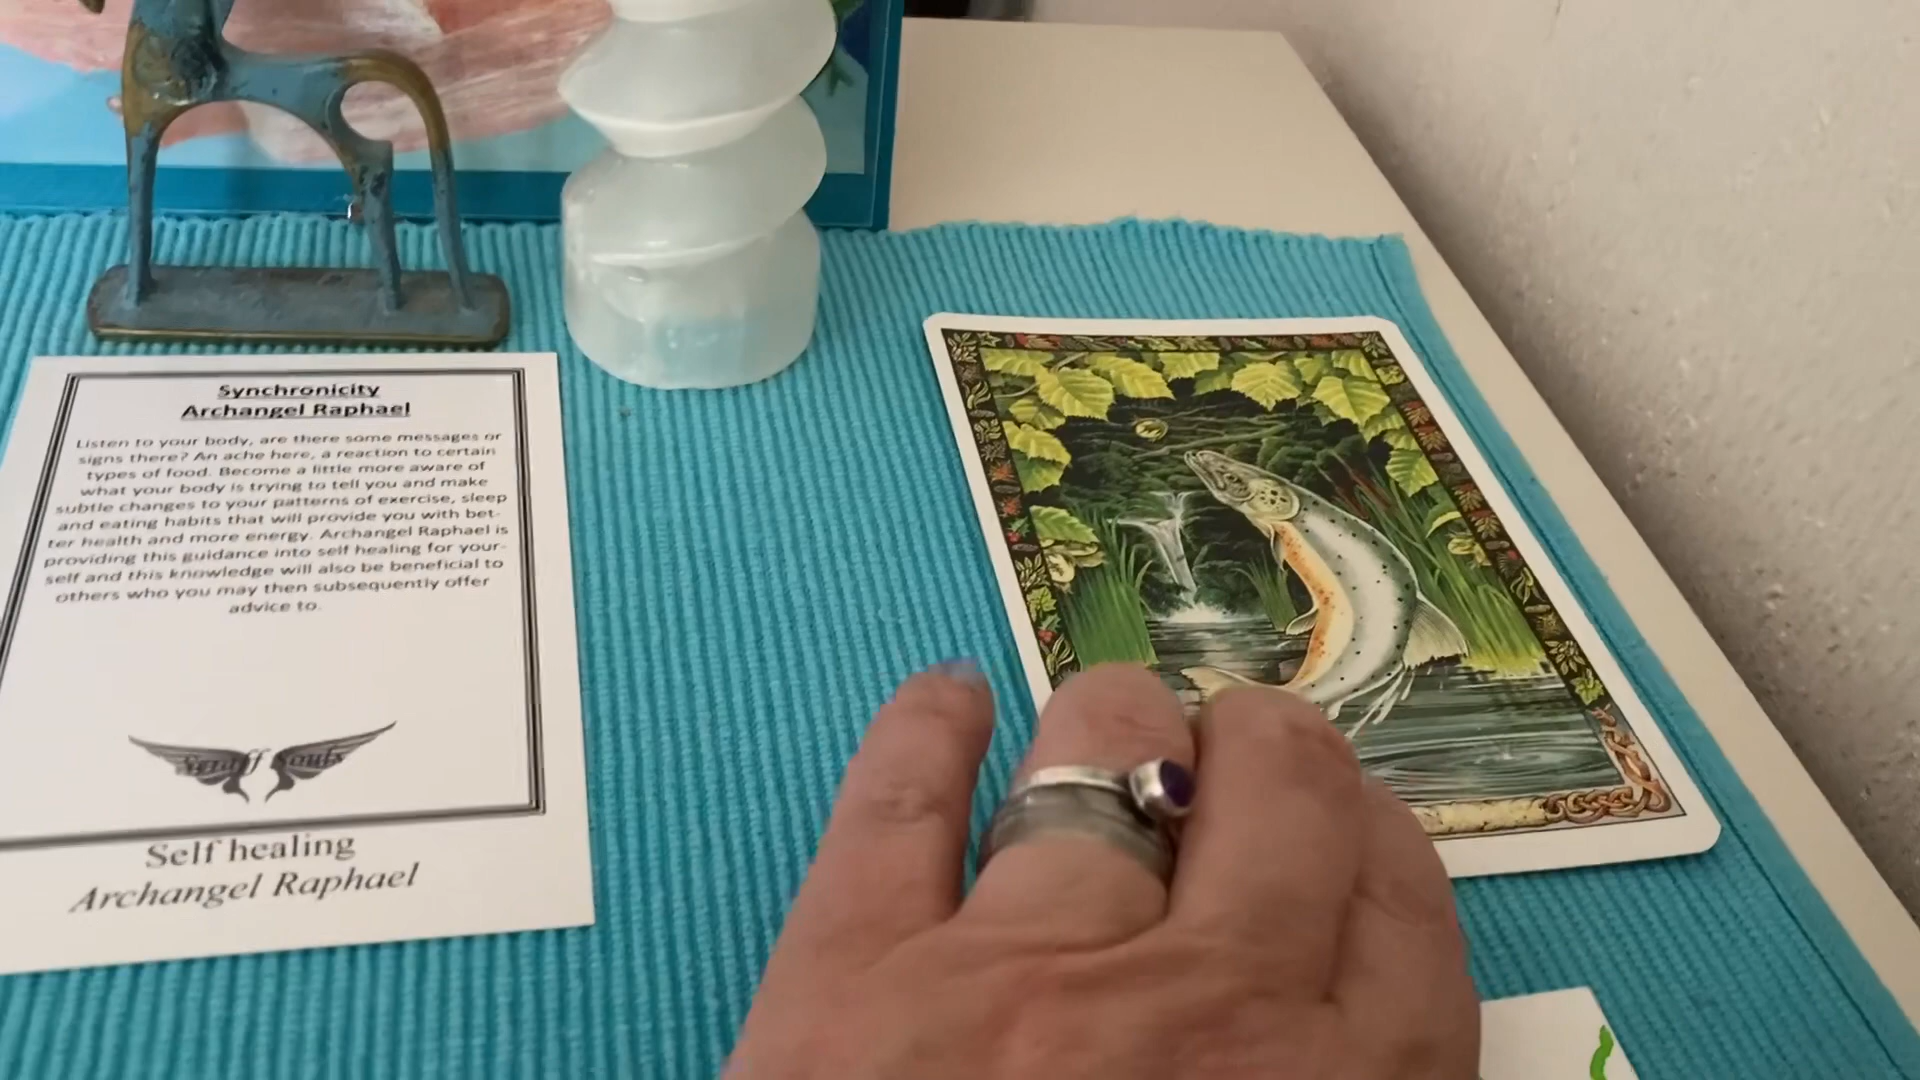 Synchronicity
Archangel Raphael
Listen to your body, are there some messages or
signs there? An ache here, a reaction to certain
types of food. Become a little more aware of
what your body is trying to tell you and make
subtle changes to your patterns of exercise, sleep
and eating habits that will provide you with bet-
ter health and more energy. Archangel Raphael is
providing this guidance into self healing for your-
self and this knowledge will also be beneficial to
others who you may then subsequently offer
advice to.
Souls
Self healing
Archangel Raphael